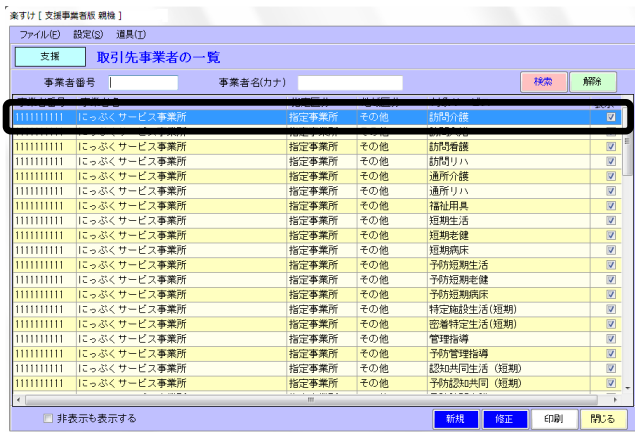 楽すけ [ 支援事業者版 親機 ]
ファイル(F) 設定(S) 道具(T)
支援 取引先事業者の一覧
事業者番号 事業者名(カナ) 検索 解除
1111111111 にっぷくサービス事業所 指定事業所 その他 訪問介護
1111111111 にっぷくサービス事業所 指定事業所 その他 訪問看護
1111111111 にっぷくサービス事業所 指定事業所 その他 訪問リハ
1111111111 にっぷくサービス事業所 指定事業所 その他 通所介護
1111111111 にっぷくサービス事業所 指定事業所 その他 通所リハ
1111111111 にっぷくサービス事業所 指定事業所 その他 福祉用具
1111111111 にっぷくサービス事業所 指定事業所 その他 短期生活
1111111111 にっぷくサービス事業所 指定事業所 その他 短期老健
1111111111 にっぷくサービス事業所 指定事業所 その他 短期病床
1111111111 にっぷくサービス事業所 指定事業所 その他 予防短期生活
1111111111 にっぷくサービス事業所 指定事業所 その他 予防短期老健
1111111111 にっぷくサービス事業所 指定事業所 その他 予防短期病床
1111111111 にっぷくサービス事業所 指定事業所 その他 特定施設生活(短期)
1111111111 にっぷくサービス事業所 指定事業所 その他 密着特定生活(短期)
1111111111 にっぷくサービス事業所 指定事業所 その他 管理指導
1111111111 にっぷくサービス事業所 指定事業所 その他 予防管理指導
1111111111 にっぷくサービス事業所 指定事業所 その他 認知共同生活 (短期)
1111111111 にっぷくサービス事業所 指定事業所 その他 予防認知共同 (短期)
非表示も表示する 新規 修正 印刷 閉じる